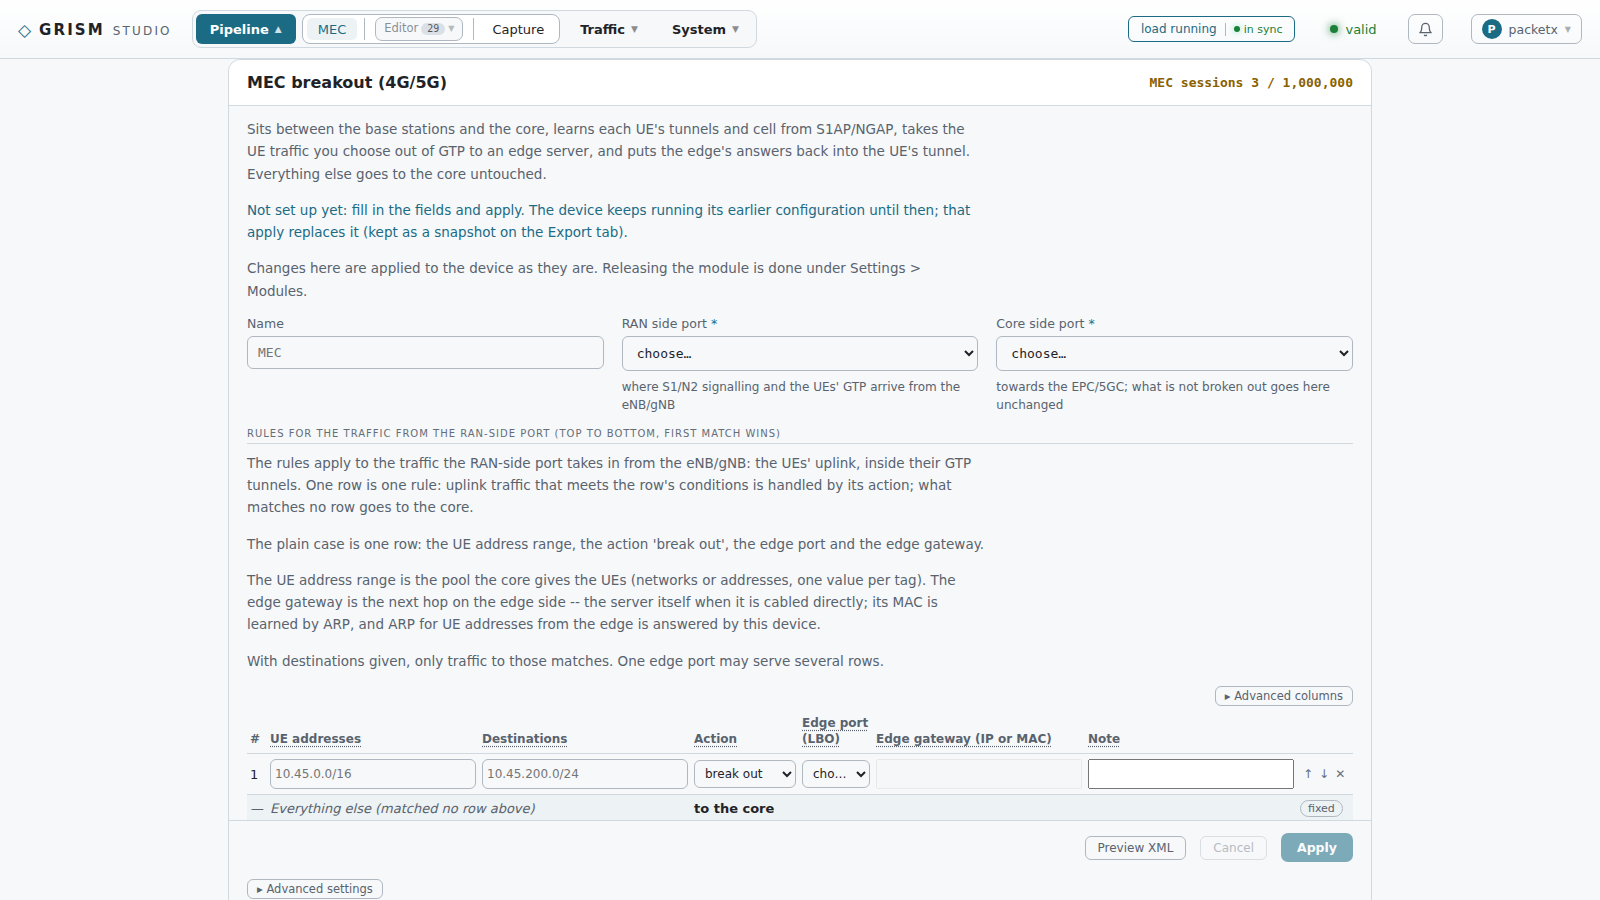 ◇ GRISM STUDIO
Pipeline ▲
MEC
Editor 29 ▼
Capture
Traffic ▼
System ▼
load running
in sync
valid
P packetx ▼
MEC breakout (4G/5G)
MEC sessions 3 / 1,000,000
Sits between the base stations and the core, learns each UE's tunnels and cell from S1AP/NGAP, takes the
UE traffic you choose out of GTP to an edge server, and puts the edge's answers back into the UE's tunnel.
Everything else goes to the core untouched.
Not set up yet: fill in the fields and apply. The device keeps running its earlier configuration until then; that
apply replaces it (kept as a snapshot on the Export tab).
Changes here are applied to the device as they are. Releasing the module is done under Settings >
Modules.
Name
RAN side port *
Core side port *
MEC
choose…
choose…
where S1/N2 signalling and the UEs' GTP arrive from the
eNB/gNB
towards the EPC/5GC; what is not broken out goes here
unchanged
RULES FOR THE TRAFFIC FROM THE RAN-SIDE PORT (TOP TO BOTTOM, FIRST MATCH WINS)
The rules apply to the traffic the RAN-side port takes in from the eNB/gNB: the UEs' uplink, inside their GTP
tunnels. One row is one rule: uplink traffic that meets the row's conditions is handled by its action; what
matches no row goes to the core.
The plain case is one row: the UE address range, the action 'break out', the edge port and the edge gateway.
The UE address range is the pool the core gives the UEs (networks or addresses, one value per tag). The
edge gateway is the next hop on the edge side -- the server itself when it is cabled directly; its MAC is
learned by ARP, and ARP for UE addresses from the edge is answered by this device.
With destinations given, only traffic to those matches. One edge port may serve several rows.
▸ Advanced columns
# UE addresses
Destinations
Action
Edge port
(LBO)
Edge gateway (IP or MAC)
Note
1
10.45.0.0/16
10.45.200.0/24
break out
cho…
↑ ↓ ✕
— Everything else (matched no row above)
to the core
fixed
Preview XML
Cancel
Apply
▸ Advanced settings